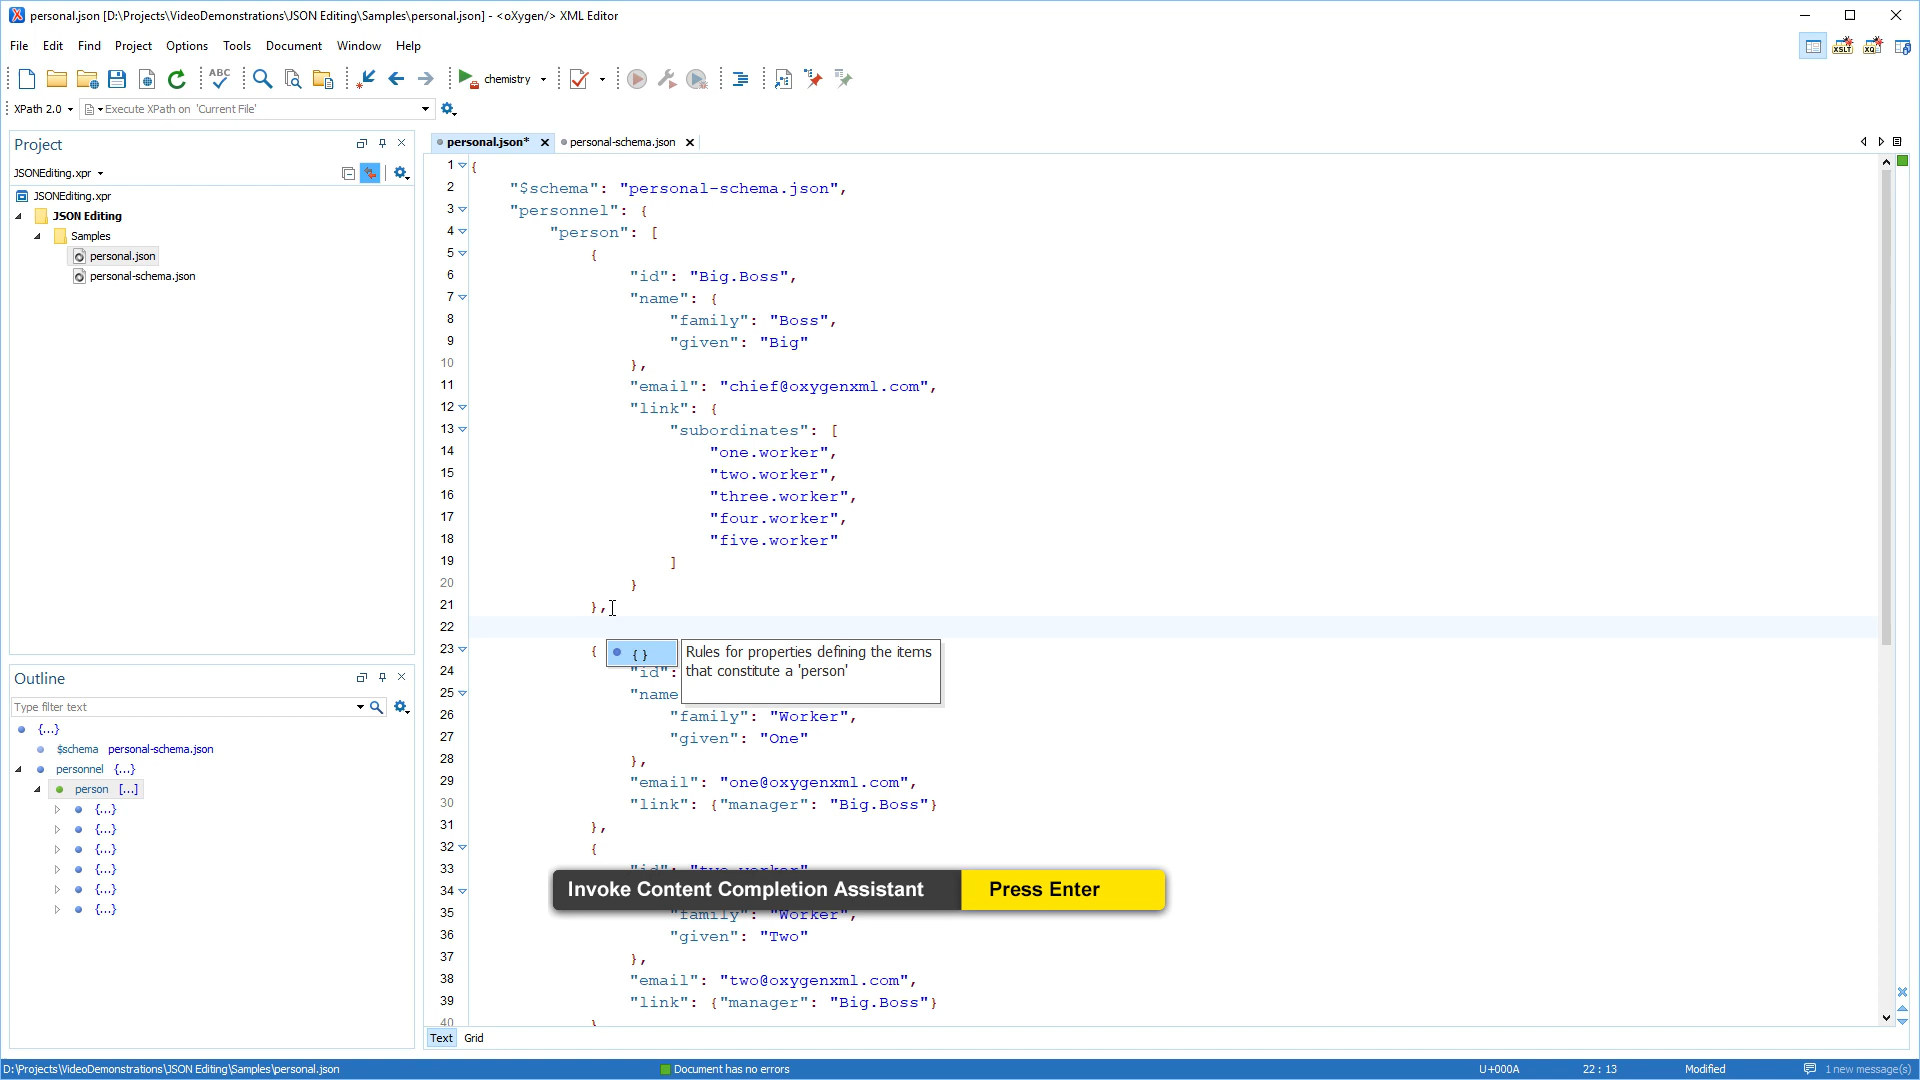 personal.json [D:\Projects\VideoDemonstrations\JSON Editing\Samples\personal.json] - <oXygen/> XML Editor
File Edit Find Project Options Tools Document Window Help
ABC chemistry XSLT XQ
XPath 2.0 Execute XPath on 'Current File'
Project
JSONEditing.xpr
JSONEditing.xpr
JSON Editing
Samples
personal.json
personal-schema.json
Outline
Type filter text
{...}
$schema personal-schema.json
personnel {...}
person [...]
{...}
{...}
{...}
{...}
{...}
{...}
personal.json* personal-schema.json
1 {
2 "$schema": "personal-schema.json",
3 "personnel": {
4 "person": [
5 {
6 "id": "Big.Boss",
7 "name": {
8 "family": "Boss",
9 "given": "Big"
10 },
11 "email": "chief@oxygenxml.com",
12 "link": {
13 "subordinates": [
14 "one.worker",
15 "two.worker",
16 "three.worker",
17 "four.worker",
18 "five.worker"
19 ]
20 }
21 },
22
23 {
24 "id":
25 "name
26 "family": "Worker",
27 "given": "One"
28 },
29 "email": "one@oxygenxml.com",
30 "link": {"manager": "Big.Boss"}
31 },
32 {
33 "id": "two.worker"
34
35 "family": "Worker",
36 "given": "Two"
37 },
38 "email": "two@oxygenxml.com",
39 "link": {"manager": "Big.Boss"}
40 }
{ }
Rules for properties defining the items
that constitute a 'person'
Invoke Content Completion Assistant Press Enter
Text Grid
D:\Projects\VideoDemonstrations\JSON Editing\Samples\personal.json Document has no errors U+000A 22 : 13 Modified 1 new message(s)